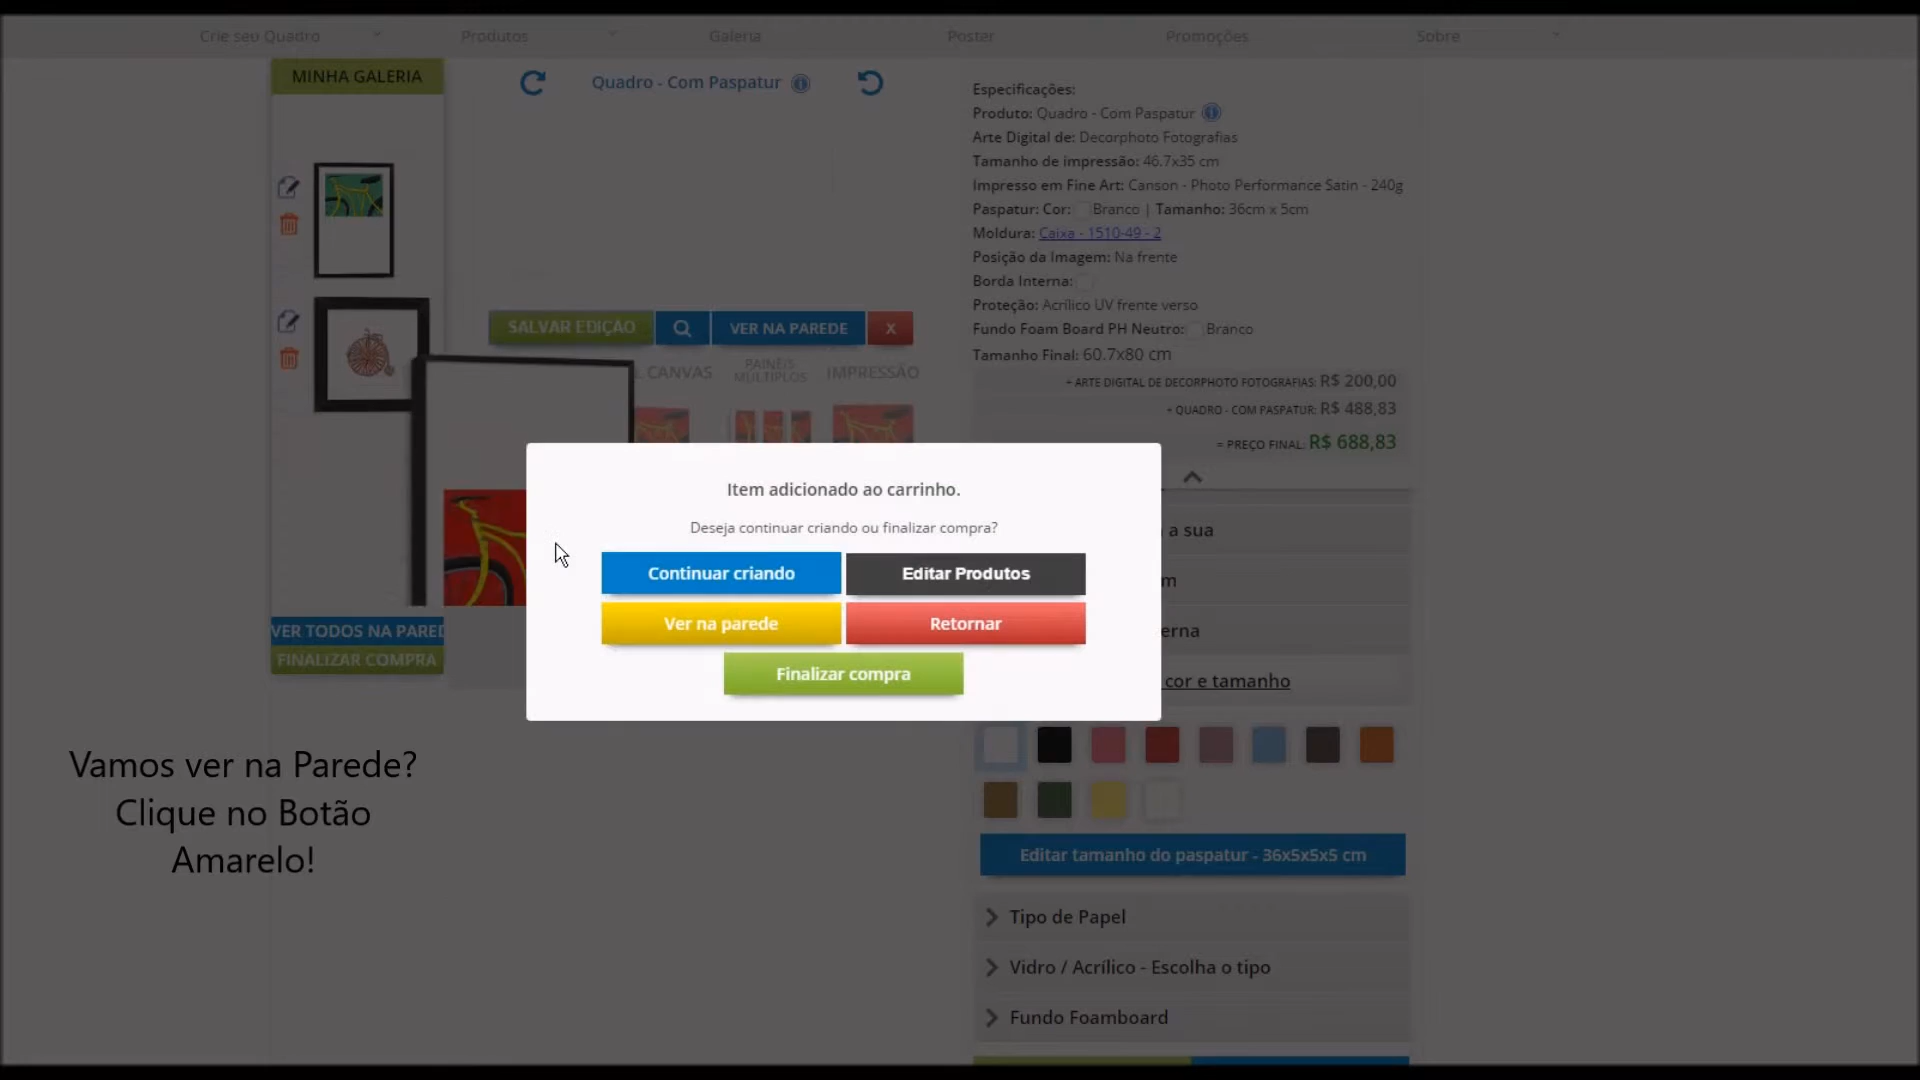 Crie seu Quadro
Produtos
Galeria
Poster
Promoções
Sobre
MINHA GALERIA
Quadro - Com Paspatur
SALVAR EDIÇÃO
VER NA PAREDE
X
L CANVAS
PAINÉIS
MÚLTIPLOS
IMPRESSÃO
VER TODOS NA PARED
FINALIZAR COMPRA
Especificações:
Produto: Quadro - Com Paspatur
Arte Digital de: Decorphoto Fotografias
Tamanho de impressão: 46.7x35 cm
Impresso em Fine Art: Canson - Photo Performance Satin - 240g
Paspatur: Cor: Branco | Tamanho: 36cm x 5cm
Moldura: Caixa - 1510-49 - 2
Posição da Imagem: Na frente
Borda Interna:
Proteção: Acrílico UV frente verso
Fundo Foam Board PH Neutro: Branco
Tamanho Final: 60.7x80 cm
+ ARTE DIGITAL DE DECORPHOTO FOTOGRAFIAS: R$ 200,00
+ QUADRO - COM PASPATUR: R$ 488,83
= PREÇO FINAL: R$ 688,83
Item adicionado ao carrinho.
Deseja continuar criando ou finalizar compra?
Continuar criando
Editar Produtos
Ver na parede
Retornar
Finalizar compra
a sua
m
erna
cor e tamanho
Editar tamanho do paspatur - 36x5x5x5 cm
Tipo de Papel
Vidro / Acrílico - Escolha o tipo
Fundo Foamboard
Vamos ver na Parede?
Clique no Botão
Amarelo!